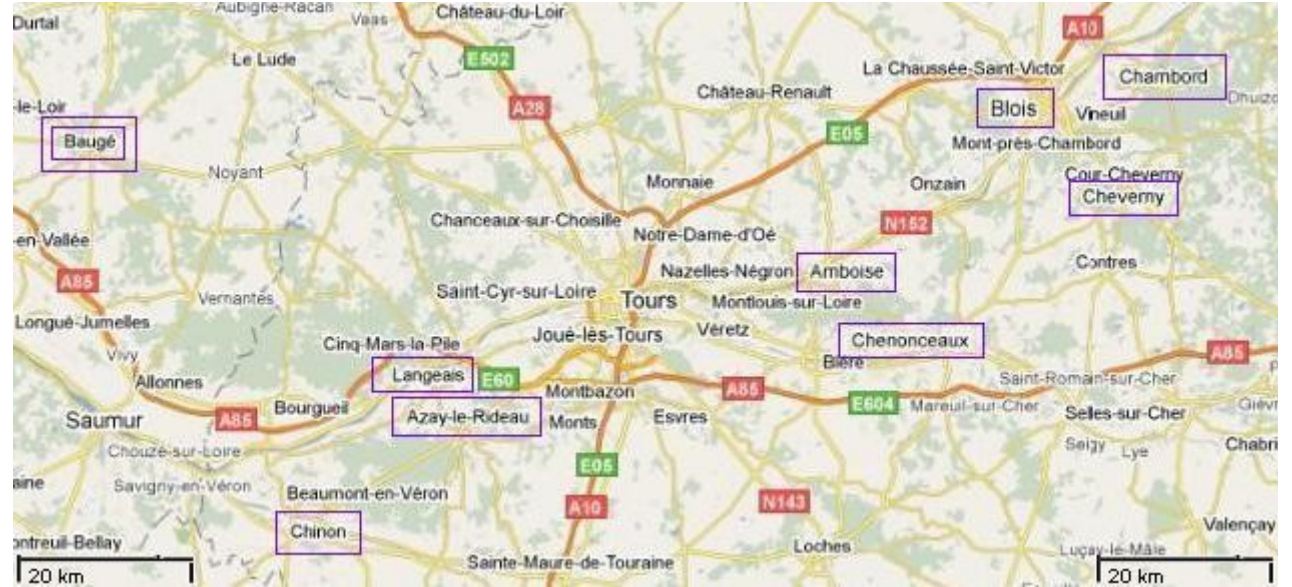 Aubigné-Racan
Vaas
Château-du-Loir
A10
Durtal
Le Lude
E502
La Chaussée-Saint-Victor
Chambord
Château-Renault
-le-Loir
A28
Blois
Vineuil
E05
Baugé
Mont-près-Chambord
Noyant
Monnaie
Onzain
Cour-Cheverny
Cheverny
Chanceaux-sur-Choisille
Notre-Dame-d'Oé
N152
-en-Vallée
Nazelles-Négron
Amboise
Contres
A85
Vernantes
Saint-Cyr-sur-Loire
Tours
Montlouis-sur-Loire
Longué-Jumelles
Cinq-Mars-la-Pile
Joué-lès-Tours
Véretz
Chenonceaux
Vivy
Bléré
A85
Allonnes
Langeais
E60
Montbazon
A85
Saint-Romain-sur-Cher
Saumur
A85
Bourgueil
Azay-le-Rideau
Monts
Esvres
E604
Mareuil-sur-Cher
Selles-sur-Cher
Gièvr
Chouzé-sur-Loire
E05
Seigy
Lye
Chabri
aine
Savigny-en-Véron
Beaumont-en-Véron
A10
N143
Chinon
Valençay
ontreuil-Bellay
Sainte-Maure-de-Touraine
Loches
Luçay-le-Mâle
20 km
20 km